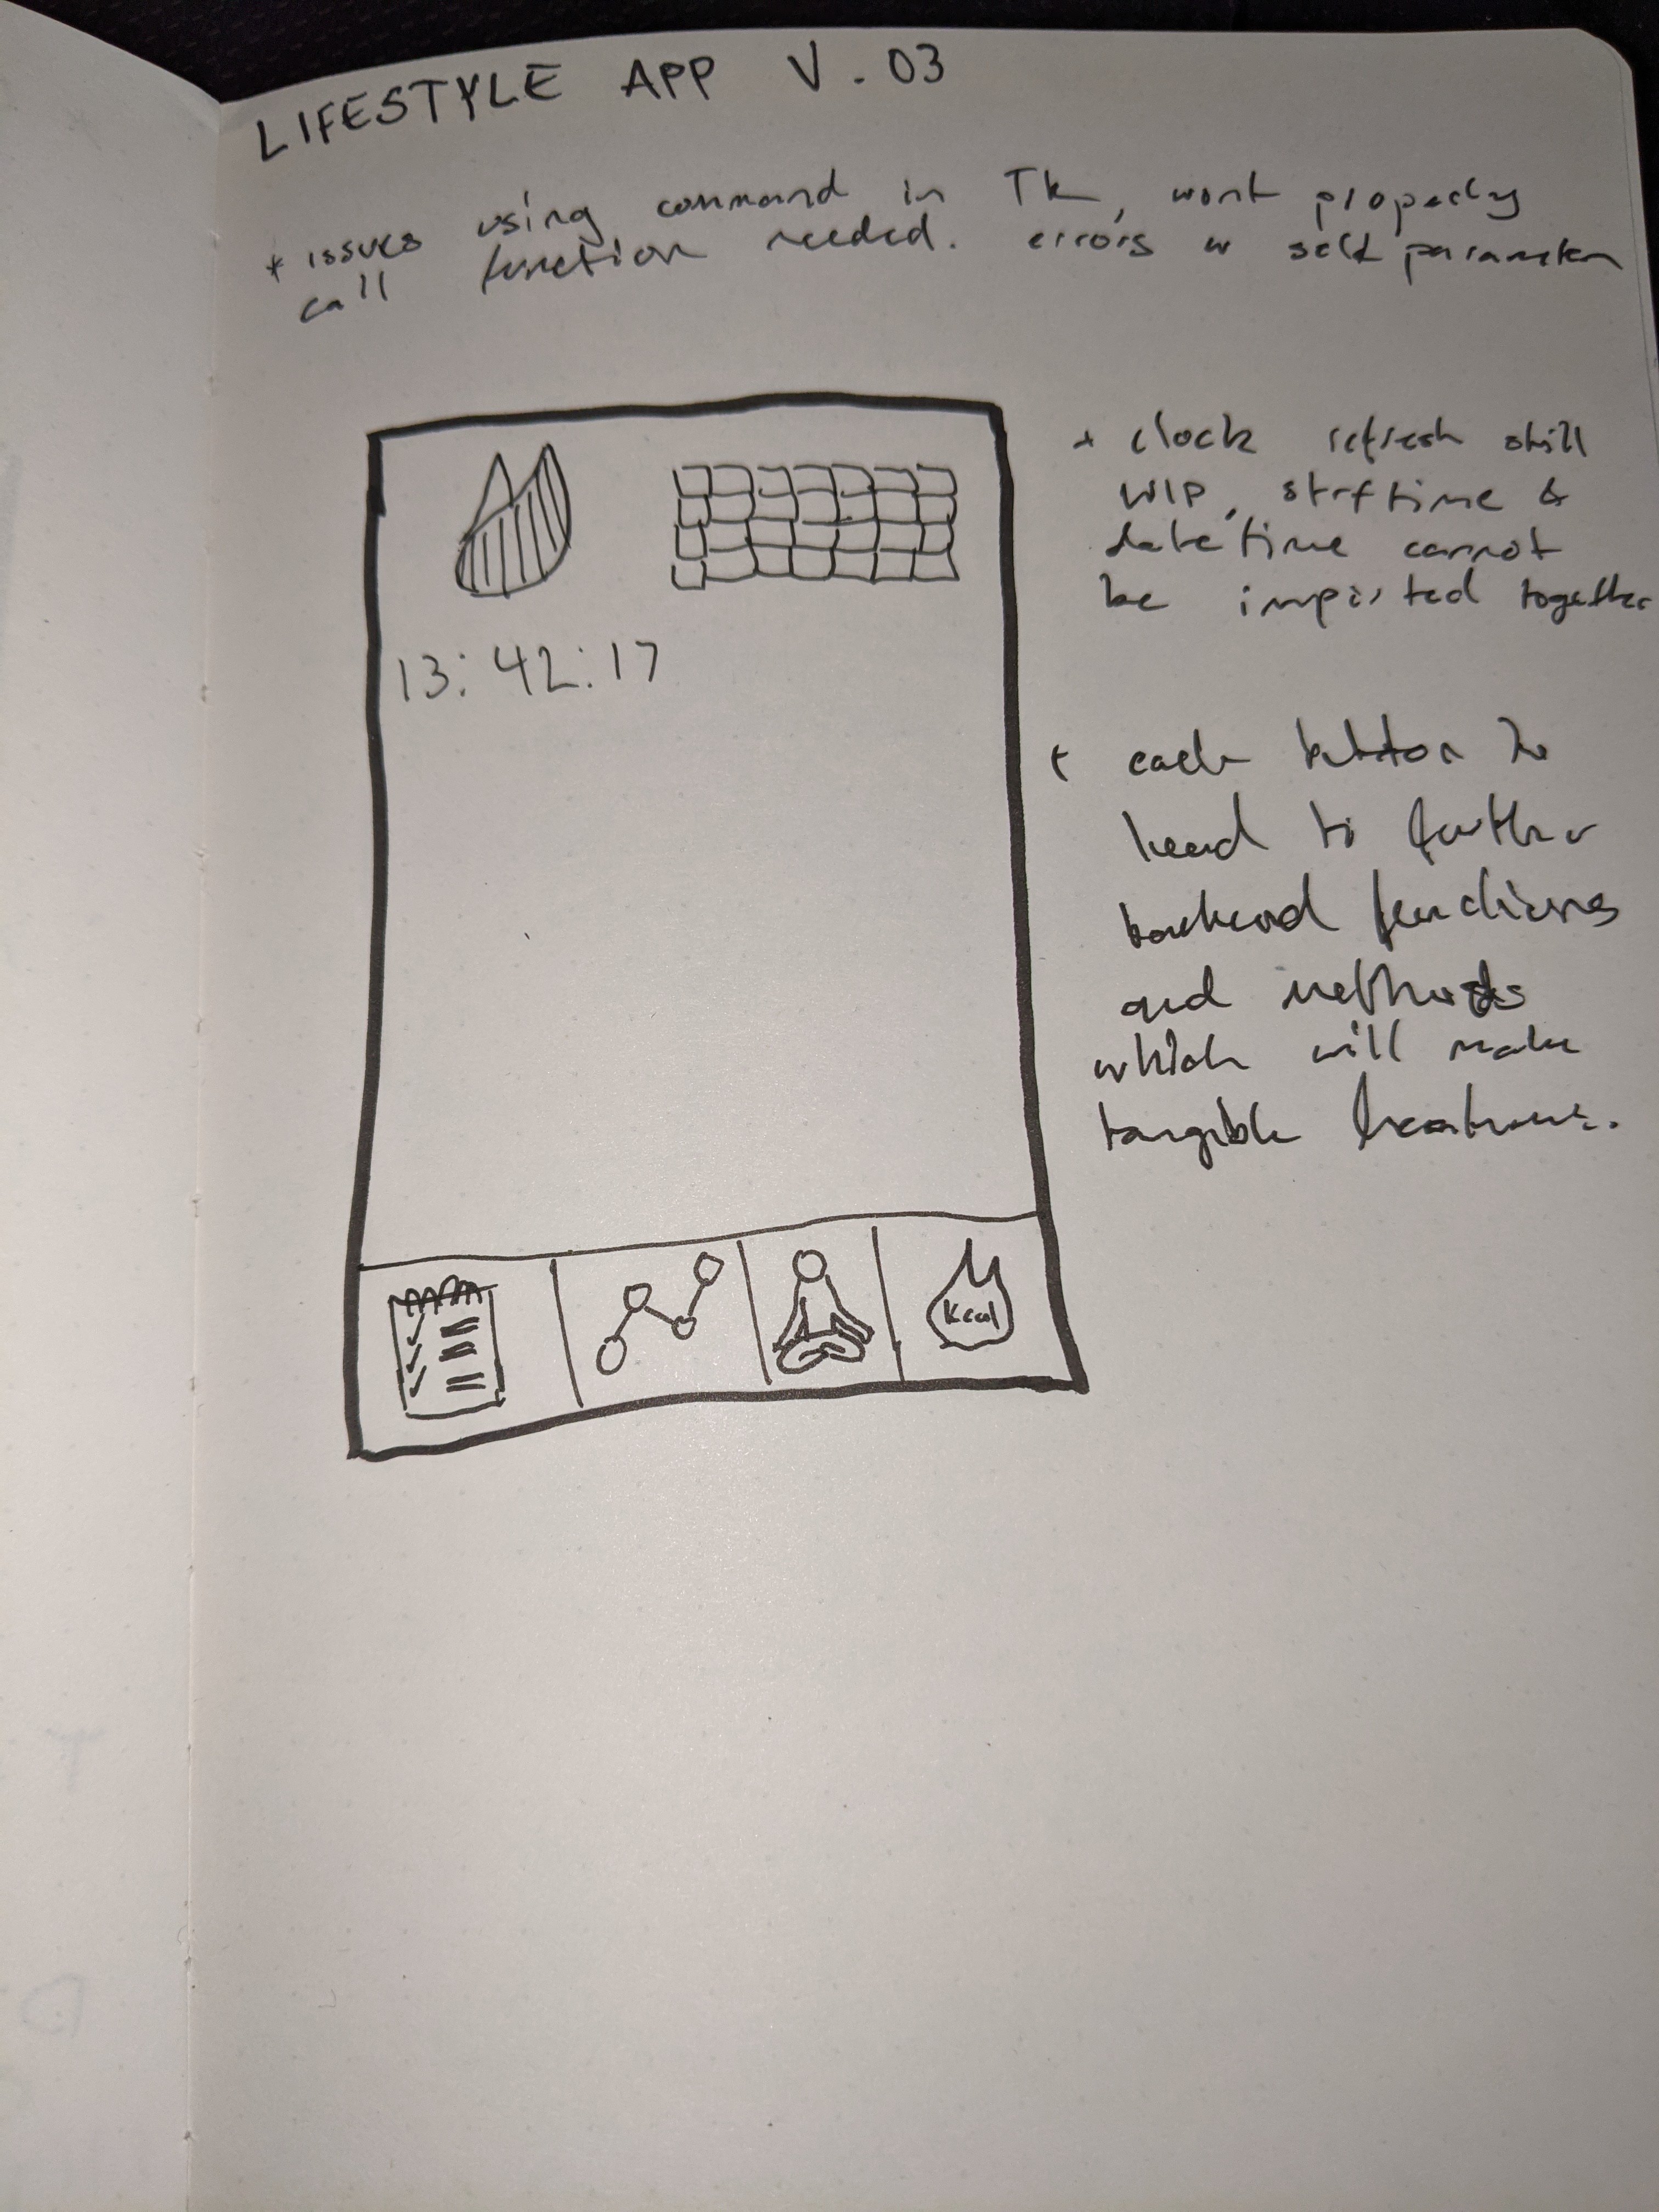 LIFESTYLE APP V.03
* issues using command in Tk, wont properly
call function needed. errors w self parameter
* clock refresh still
WIP, strftime &
datetime cannot
be imported together
13:42:17
* each button to
lead to further
backend functions
and methods
which will make
tangible features.
Kcal